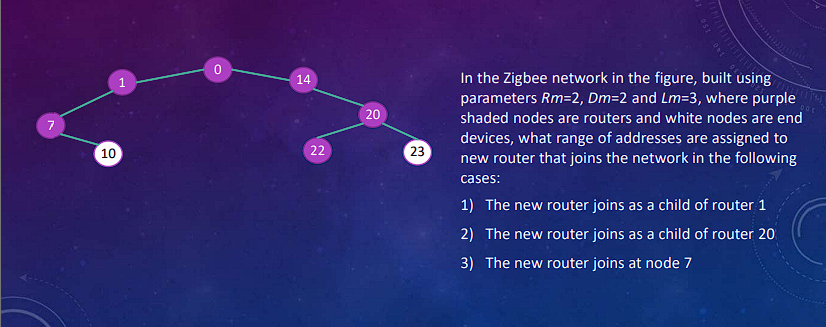 0
1
14
7
20
10
22
23
In the Zigbee network in the figure, built using
parameters Rm=2, Dm=2 and Lm=3, where purple
shaded nodes are routers and white nodes are end
devices, what range of addresses are assigned to
new router that joins the network in the following
cases:
1) The new router joins as a child of router 1
2) The new router joins as a child of router 20
3) The new router joins at node 7